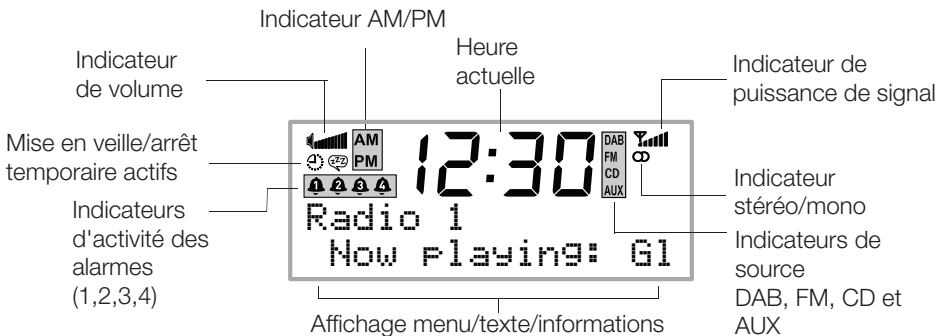 Indicateur AM/PM
Indicateur
de volume
Heure
actuelle
Indicateur de
puissance de signal
Mise en veille/arrêt
temporaire actifs
AM
PM
12:30
DAB
FM
CD
AUX
zZZ
1 2 3 4
Indicateurs
d'activité des
alarmes
(1,2,3,4)
Radio 1
Now playing: Gl
Indicateur
stéréo/mono
Indicateurs de
source
DAB, FM, CD et
AUX
Affichage menu/texte/informations